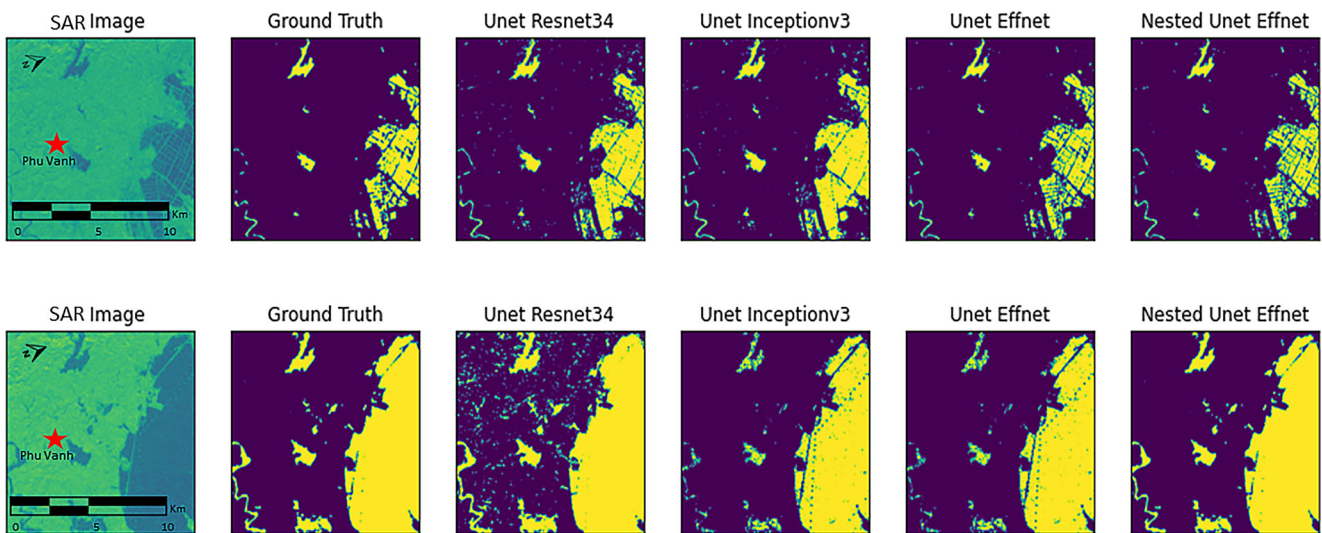 SAR Image
Ground Truth
Unet Resnet34
Unet Inceptionv3
Unet Effnet
Nested Unet Effnet
N
Phu Vanh
Km
0 5 10
SAR Image
Ground Truth
Unet Resnet34
Unet Inceptionv3
Unet Effnet
Nested Unet Effnet
N
Phu Vanh
Km
0 5 10